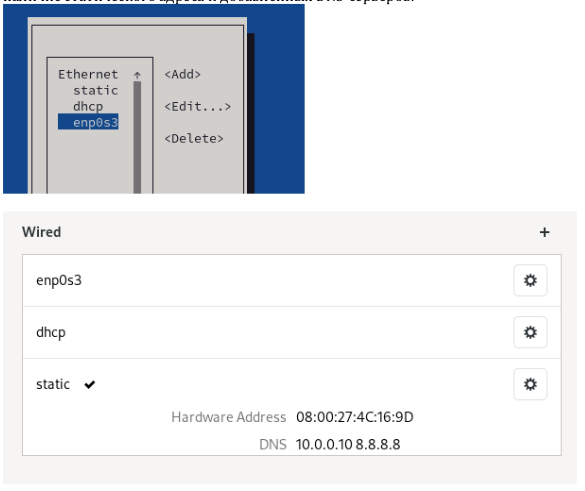 Ethernet ↑ <Add>
static
dhcp <Edit...>
enp0s3
<Delete>
Wired +
enp0s3
dhcp
static ✔
Hardware Address 08:00:27:4C:16:9D
DNS 10.0.0.10 8.8.8.8